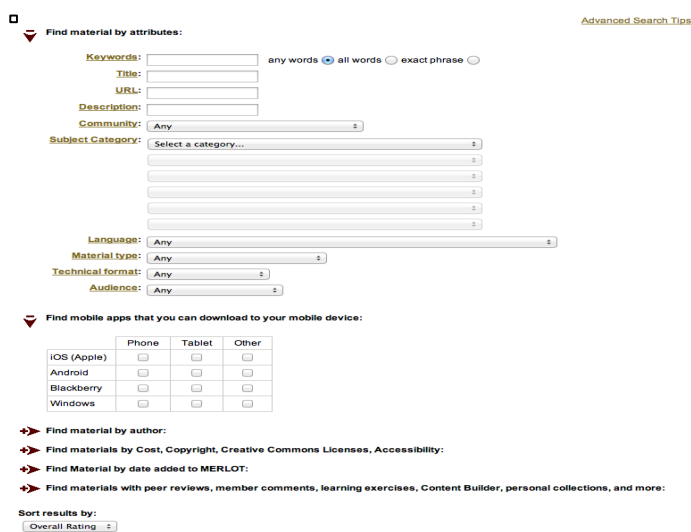 Advanced Search Tips
Find material by attributes:
Keywords: any words all words exact phrase
Title:
URL:
Description:
Community: Any
Subject Category: Select a category...
Language: Any
Material type: Any
Technical format: Any
Audience: Any
Find mobile apps that you can download to your mobile device:
Phone Tablet Other
iOS (Apple)
Android
Blackberry
Windows
Find material by author:
Find materials by Cost, Copyright, Creative Commons Licenses, Accessibility:
Find Material by date added to MERLOT:
Find materials with peer reviews, member comments, learning exercises, Content Builder, personal collections, and more:
Sort results by:
Overall Rating